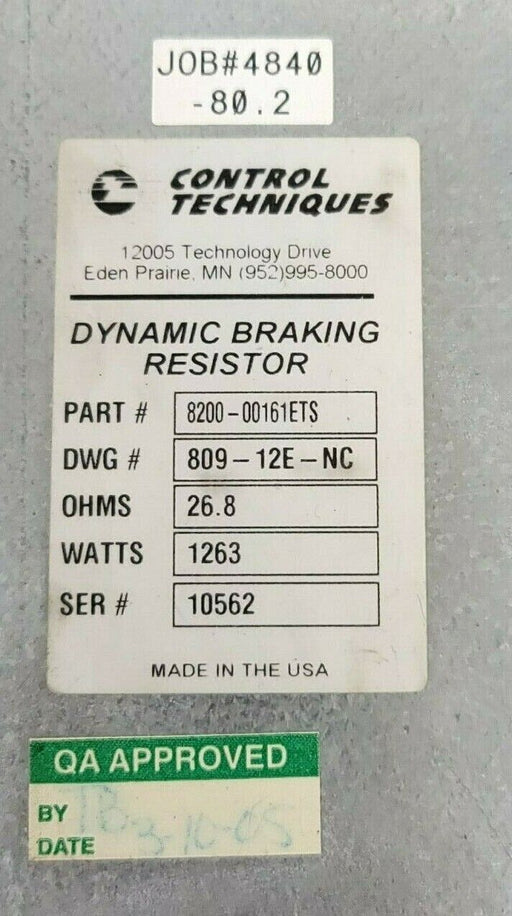 JOB#4840
-80.2
CONTROL
TECHNIQUES
12005 Technology Drive
Eden Prairie, MN (952)995-8000
DYNAMIC BRAKING
RESISTOR
PART # 8200-00161ETS
DWG # 809-12E-NC
OHMS 26.8
WATTS 1263
SER # 10562
MADE IN THE USA
QA APPROVED
BY TB
DATE 3-10-05